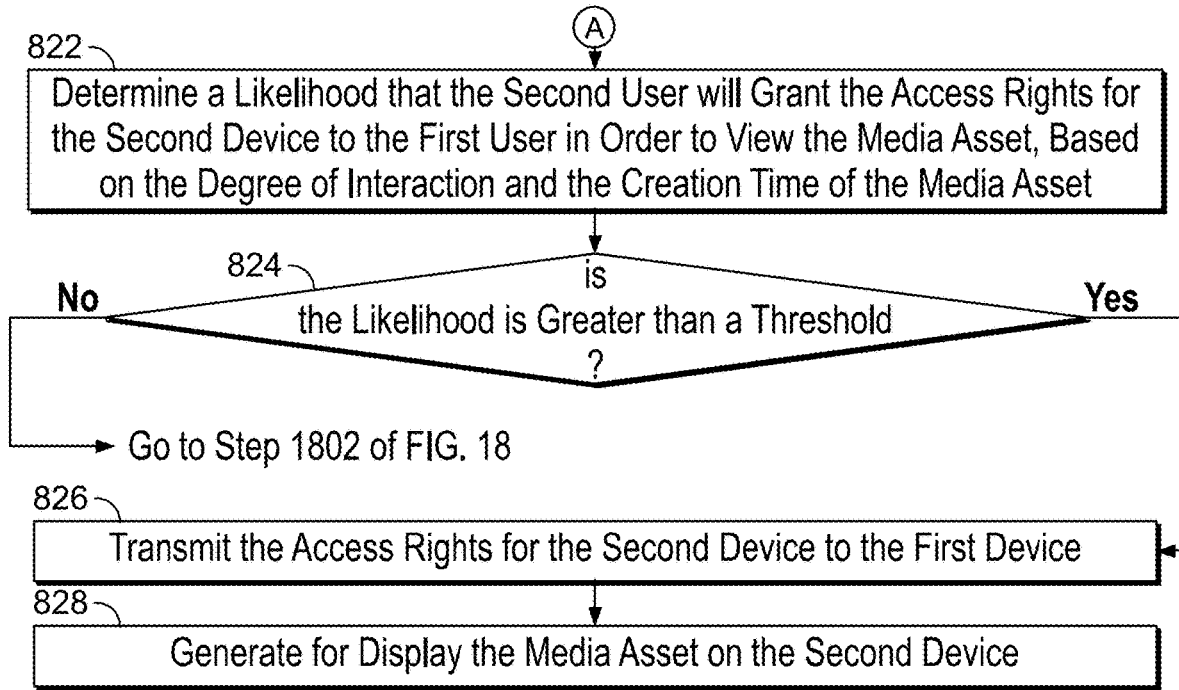 A
822
Determine a Likelihood that the Second User will Grant the Access Rights for
the Second Device to the First User in Order to View the Media Asset, Based
on the Degree of Interaction and the Creation Time of the Media Asset
824
is
No
Yes
the Likelihood is Greater than a Threshold
?
Go to Step 1802 of FIG. 18
826
Transmit the Access Rights for the Second Device to the First Device
828
Generate for Display the Media Asset on the Second Device